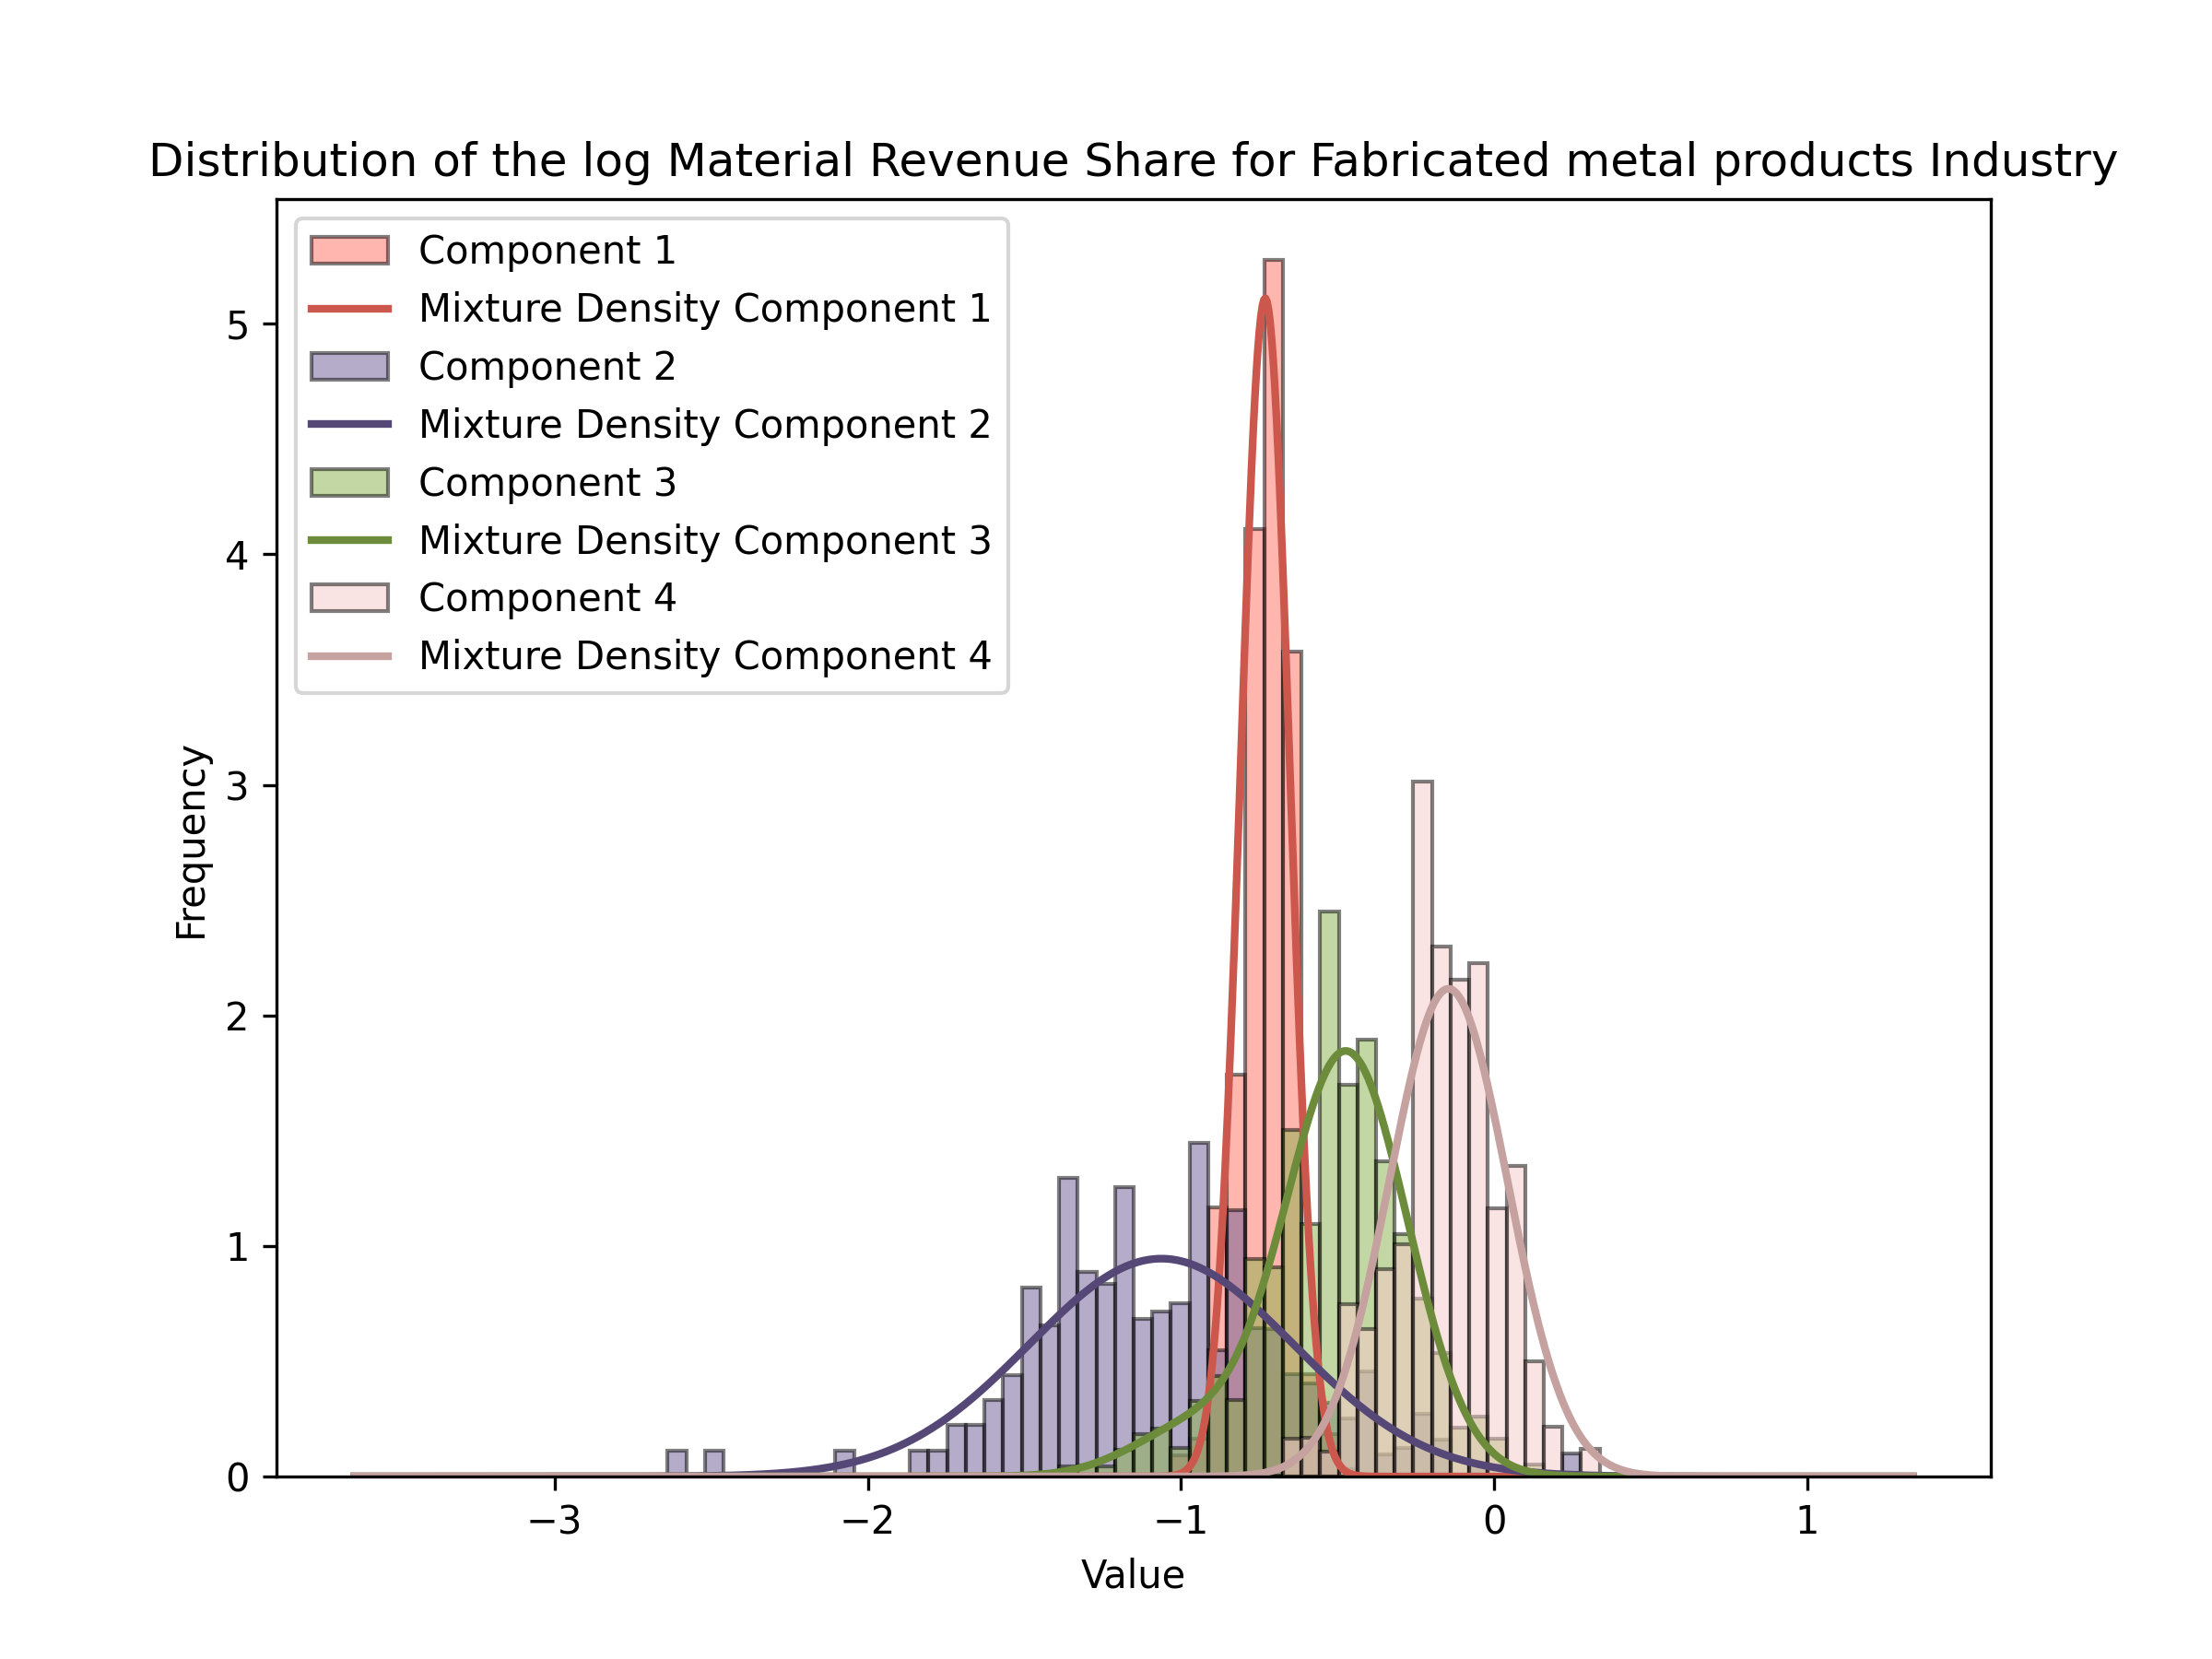 Distribution of the log Material Revenue Share for Fabricated metal products Industry
Component 1
Mixture Density Component 1
Component 2
Mixture Density Component 2
Component 3
Mixture Density Component 3
Component 4
Mixture Density Component 4
5
4
3
2
1
0
Frequency
−3
−2
−1
0
1
Value